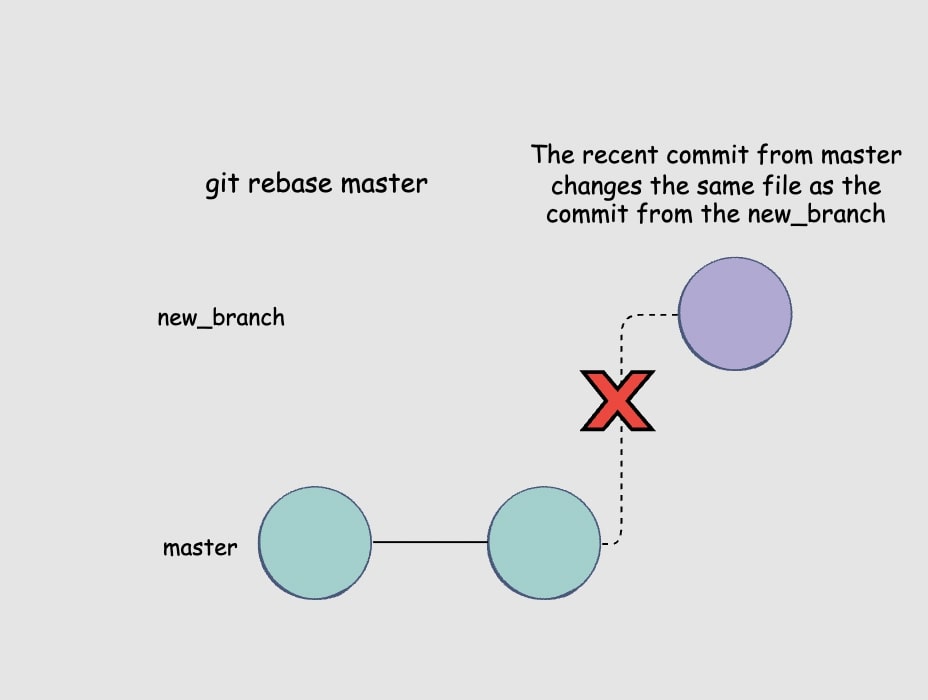 git rebase master
The recent commit from master
changes the same file as the
commit from the new_branch
new_branch
master